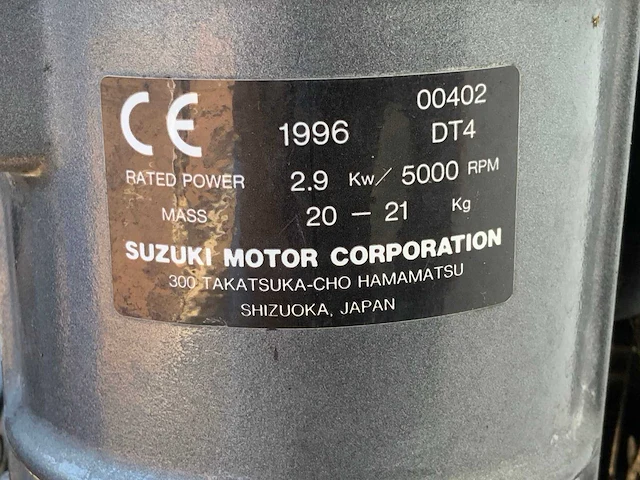 00402
CE 1996 DT4
RATED POWER 2.9 Kw/ 5000 RPM
MASS 20 - 21 Kg
SUZUKI MOTOR CORPORATION
300 TAKATSUKA-CHO HAMAMATSU
SHIZUOKA, JAPAN